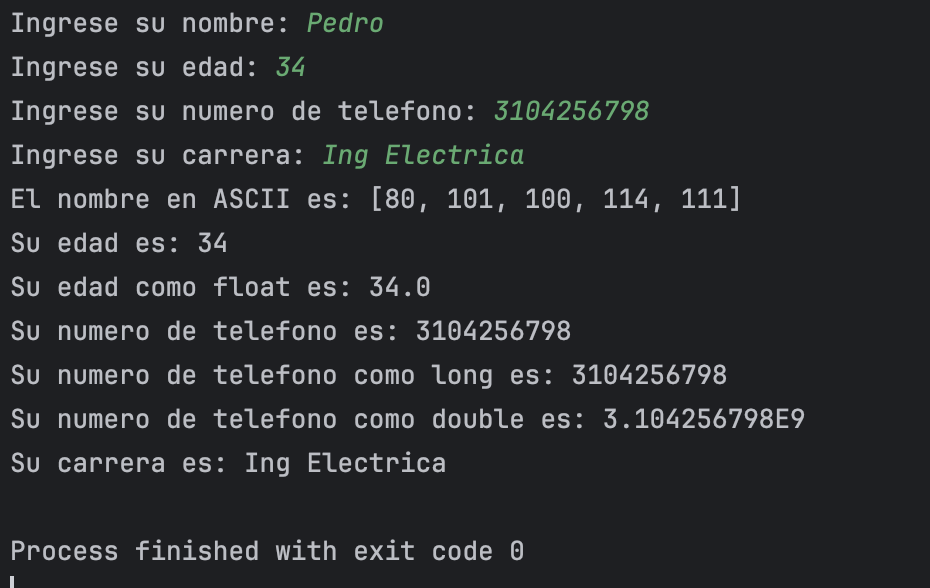 Ingrese su nombre: Pedro
Ingrese su edad: 34
Ingrese su numero de telefono: 3104256798
Ingrese su carrera: Ing Electrica
El nombre en ASCII es: [80, 101, 100, 114, 111]
Su edad es: 34
Su edad como float es: 34.0
Su numero de telefono es: 3104256798
Su numero de telefono como long es: 3104256798
Su numero de telefono como double es: 3.104256798E9
Su carrera es: Ing Electrica
Process finished with exit code 0